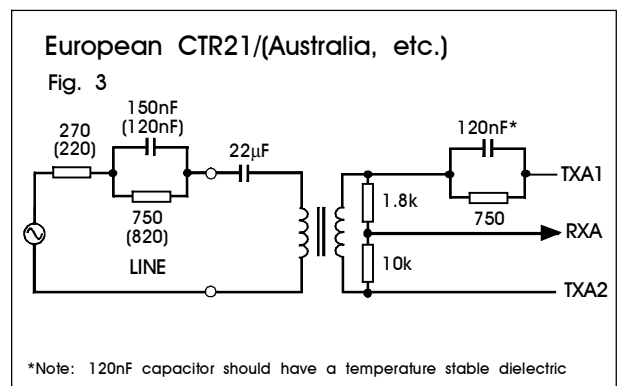 European CTR21/(Australia, etc.)
Fig. 3
150nF
(120nF)
270
(220)
22µF
120nF*
TXA1
750
(820)
1.8k
750
RXA
LINE
10k
TXA2
*Note: 120nF capacitor should have a temperature stable dielectric